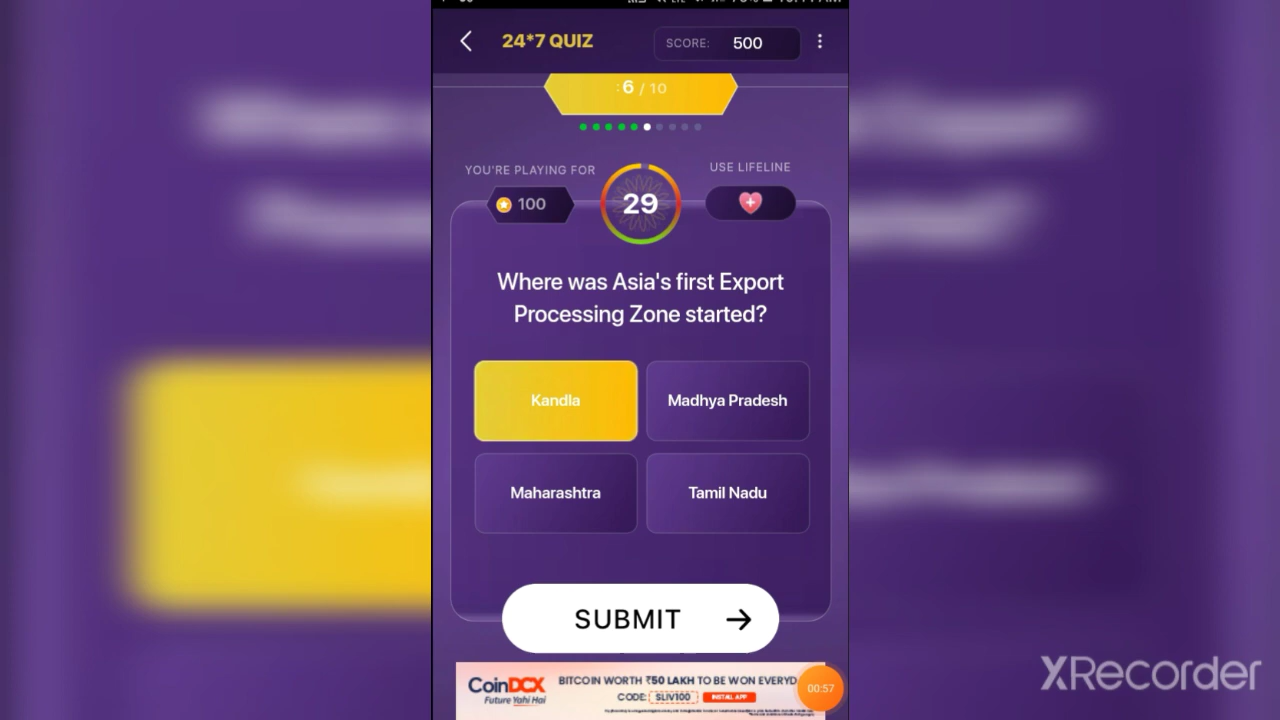 24*7 QUIZ
SCORE: 500
:6 / 10
YOU'RE PLAYING FOR
USE LIFELINE
100
29
Where was Asia's first Export
Processing Zone started?
Kandla
Madhya Pradesh
Maharashtra
Tamil Nadu
SUBMIT
CoinDCX
Future Yahi Hai
BITCOIN WORTH ₹50 LAKH TO BE WON EVERYD
CODE: SLIV100 INSTALL APP
00:57
XRecorder